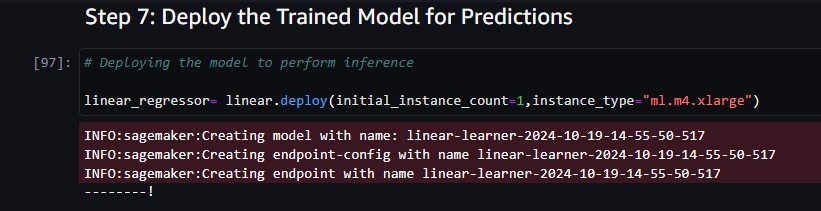 Step 7: Deploy the Trained Model for Predictions
[97]: # Deploying the model to perform inference
linear_regressor= linear.deploy(initial_instance_count=1,instance_type="ml.m4.xlarge")
INFO:sagemaker:Creating model with name: linear-learner-2024-10-19-14-55-50-517
INFO:sagemaker:Creating endpoint-config with name linear-learner-2024-10-19-14-55-50-517
INFO:sagemaker:Creating endpoint with name linear-learner-2024-10-19-14-55-50-517
--------!